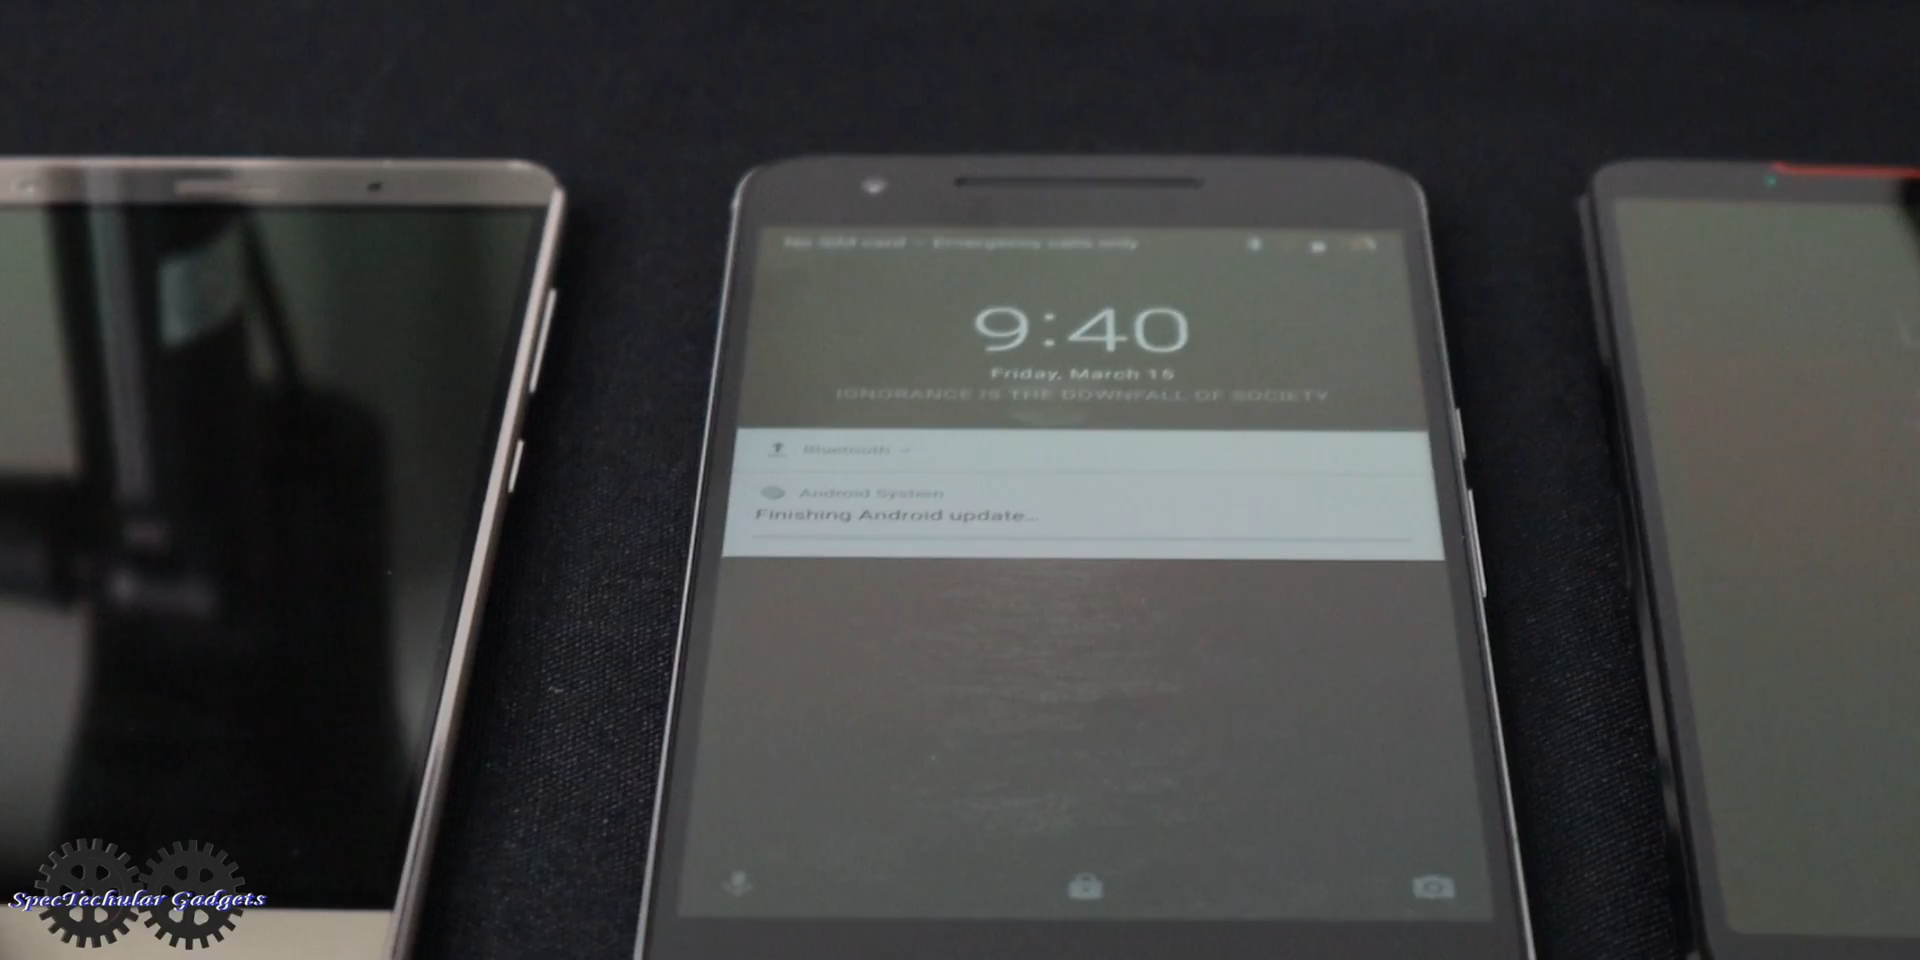 No SIM card — Emergency calls only
9:40
Friday, March 15
IGNORANCE IS THE DOWNFALL OF SOCIETY
Bluetooth
Android System
Finishing Android update...
SpecTechular Gadgets